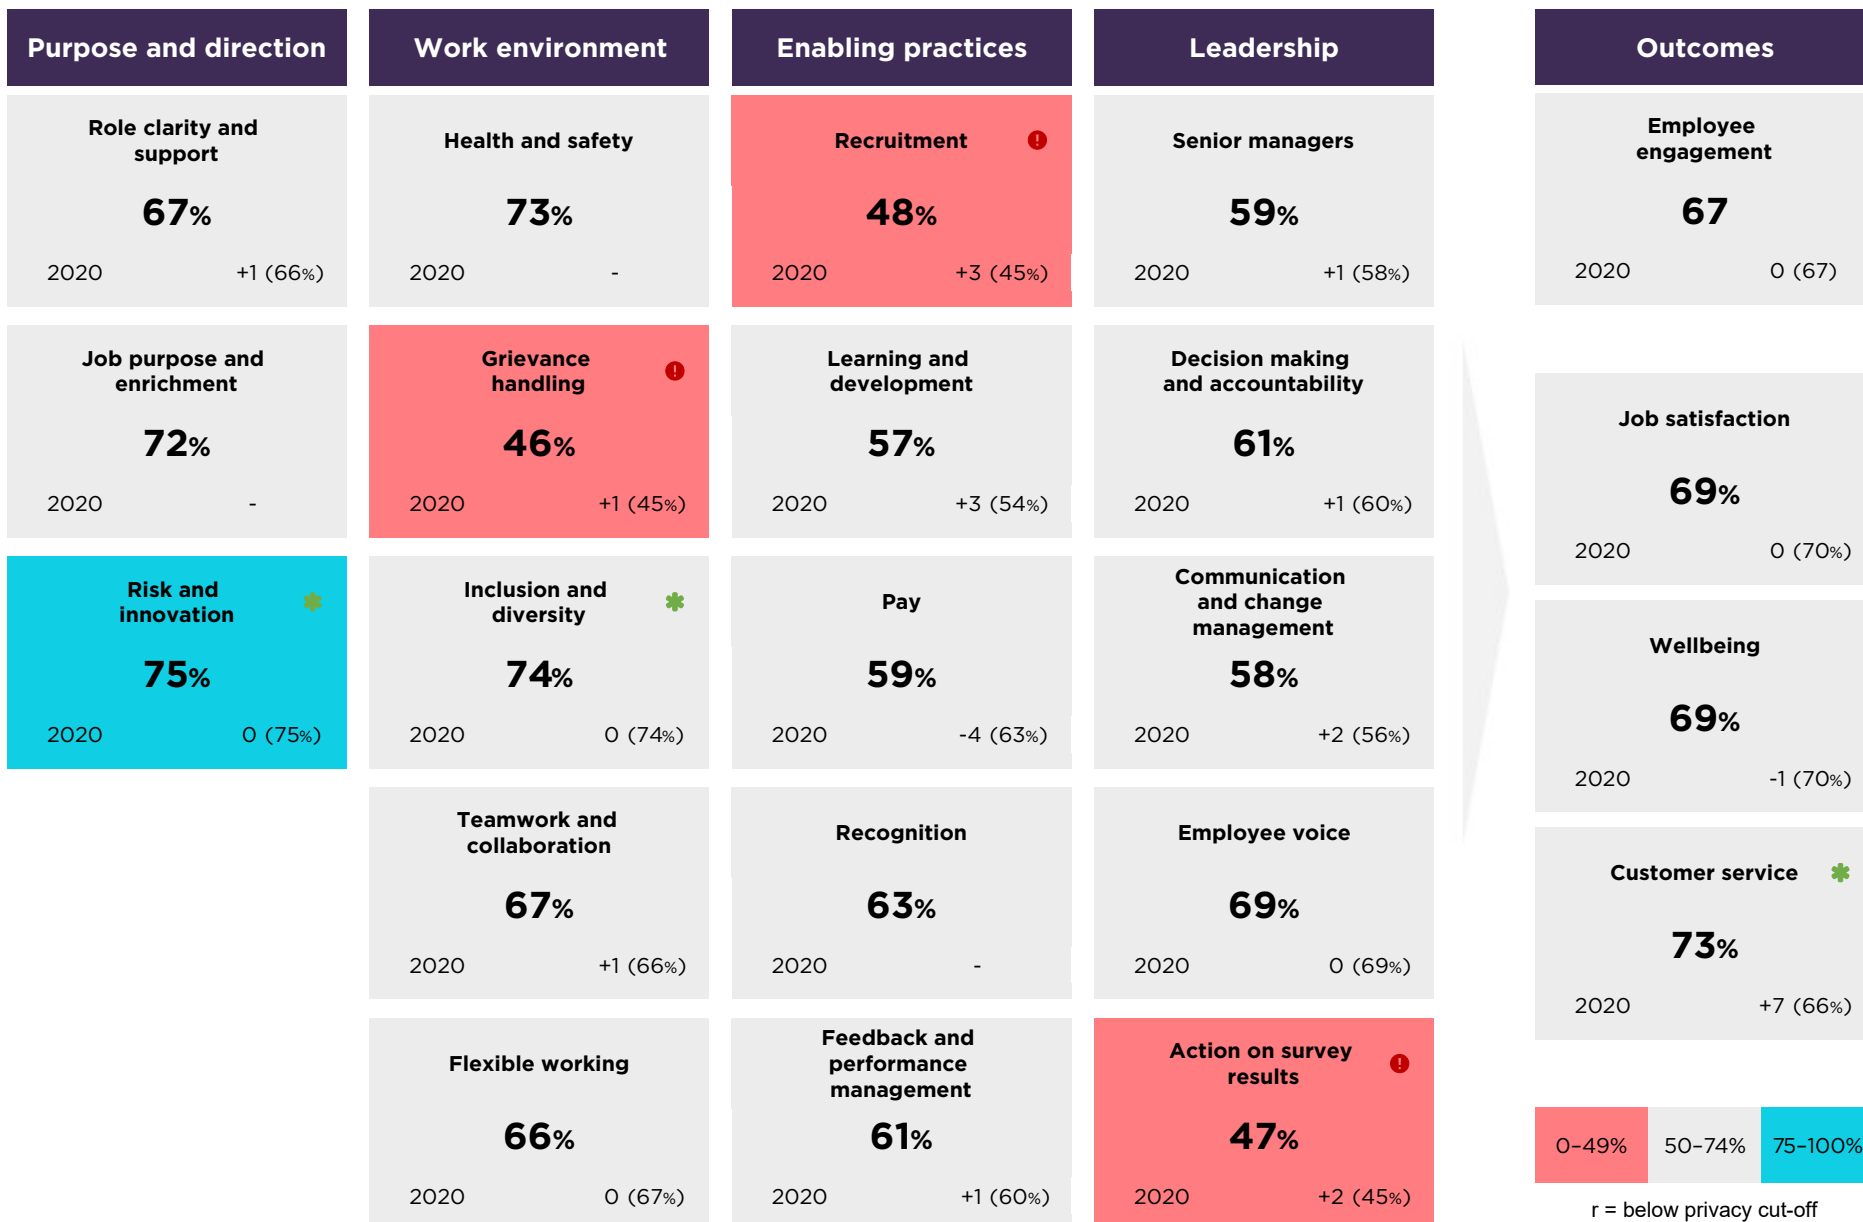 Purpose and direction
Role clarity and
support
67%
2020 +1 (66%)
Job purpose and
enrichment
72%
2020 -
Risk and
innovation
75%
2020 0 (75%)
Work environment
Health and safety
73%
2020 -
Grievance
handling
46%
2020 +1 (45%)
Inclusion and
diversity
74%
2020 0 (74%)
Teamwork and
collaboration
67%
2020 +1 (66%)
Flexible working
66%
2020 0 (67%)
Enabling practices
Recruitment
48%
2020 +3 (45%)
Learning and
development
57%
2020 +3 (54%)
Pay
59%
2020 -4 (63%)
Recognition
63%
2020 -
Feedback and
performance
management
61%
2020 +1 (60%)
Leadership
Senior managers
59%
2020 +1 (58%)
Decision making
and accountability
61%
2020 +1 (60%)
Communication
and change
management
58%
2020 +2 (56%)
Employee voice
69%
2020 0 (69%)
Action on survey
results
47%
2020 +2 (45%)
Outcomes
Employee
engagement
67
2020 0 (67)
Job satisfaction
69%
2020 0 (70%)
Wellbeing
69%
2020 -1 (70%)
Customer service
73%
2020 +7 (66%)
0–49% 50–74% 75–100%
r = below privacy cut-off